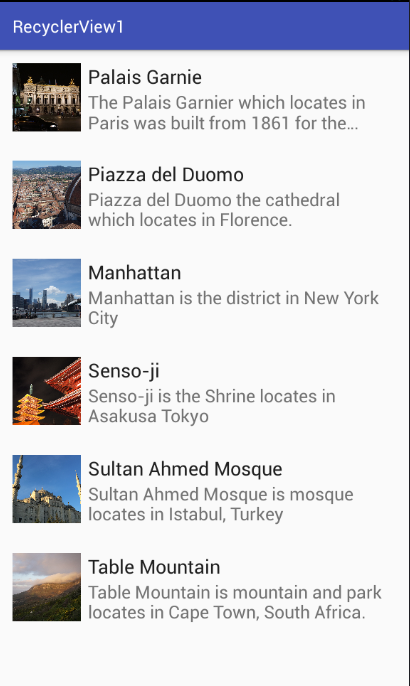 RecyclerView1
Palais Garnie
The Palais Garnier which locates in
Paris was built from 1861 for the...
Piazza del Duomo
Piazza del Duomo the cathedral
which locates in Florence.
Manhattan
Manhattan is the district in New York
City
Senso-ji
Senso-ji is the Shrine locates in
Asakusa Tokyo
Sultan Ahmed Mosque
Sultan Ahmed Mosque is mosque
locates in Istabul, Turkey
Table Mountain
Table Mountain is mountain and park
locates in Cape Town, South Africa.